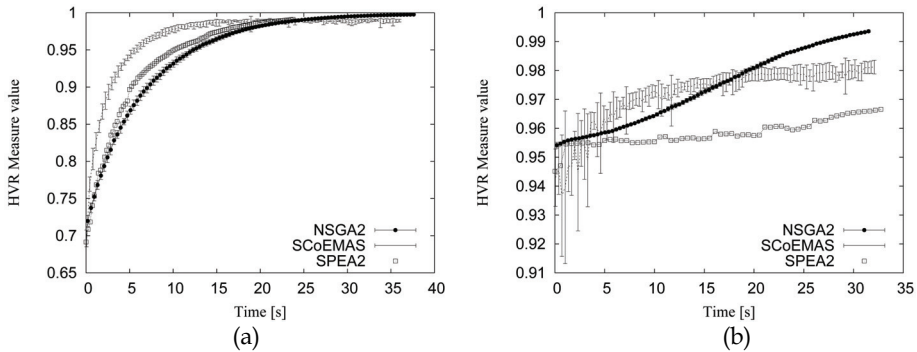 1
0.95
0.9
0.85
0.8
0.75
0.7
0.65
HVR Measure value
NSGA2
SCoEMAS
SPEA2
0 5 10 15 20 25 30 35 40
Time [s]
(a)
1
0.99
0.98
0.97
0.96
0.95
0.94
0.93
0.92
0.91
HVR Measure value
NSGA2
SCoEMAS
SPEA2
0 5 10 15 20 25 30 35
Time [s]
(b)